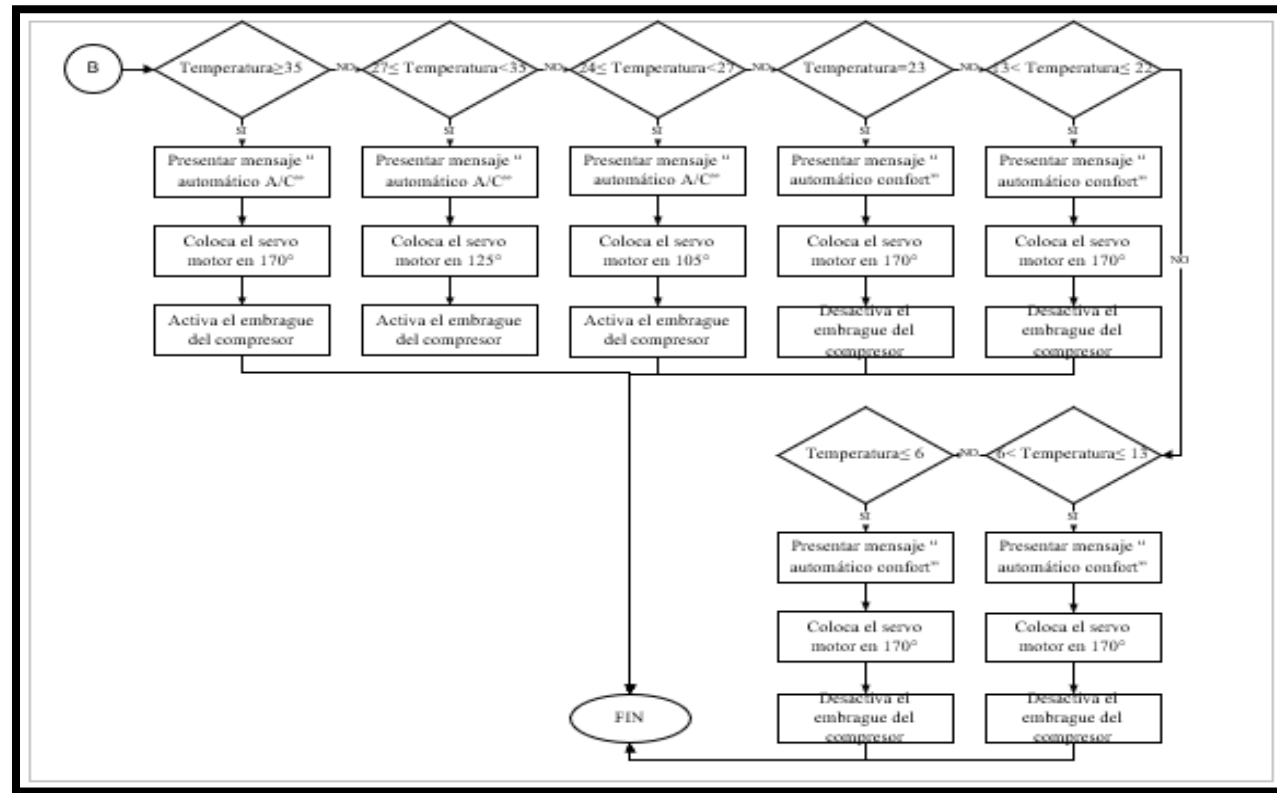 B
Temperatura≥35
NO
27≤ Temperatura<35
NO
24≤ Temperatura<27
NO
Temperatura=23
NO
13< Temperatura≤ 22
SI
SI
SI
SI
SI
Presentar mensaje “
automático A/C“
Presentar mensaje “
automático A/C“
Presentar mensaje “
automático A/C“
Presentar mensaje “
automático confort”
Presentar mensaje “
automático confort”
Coloca el servo
motor en 170°
Coloca el servo
motor en 125°
Coloca el servo
motor en 105°
Coloca el servo
motor en 170°
Coloca el servo
motor en 170°
NO
Activa el embrague
del compresor
Activa el embrague
del compresor
Activa el embrague
del compresor
Desactiva el
embrague del
compresor
Desactiva el
embrague del
compresor
Temperatura≤ 6
NO
6< Temperatura≤ 13
SI
SI
Presentar mensaje “
automático confort”
Presentar mensaje “
automático confort”
Coloca el servo
motor en 170°
Coloca el servo
motor en 170°
FIN
Desactiva el
embrague del
compresor
Desactiva el
embrague del
compresor